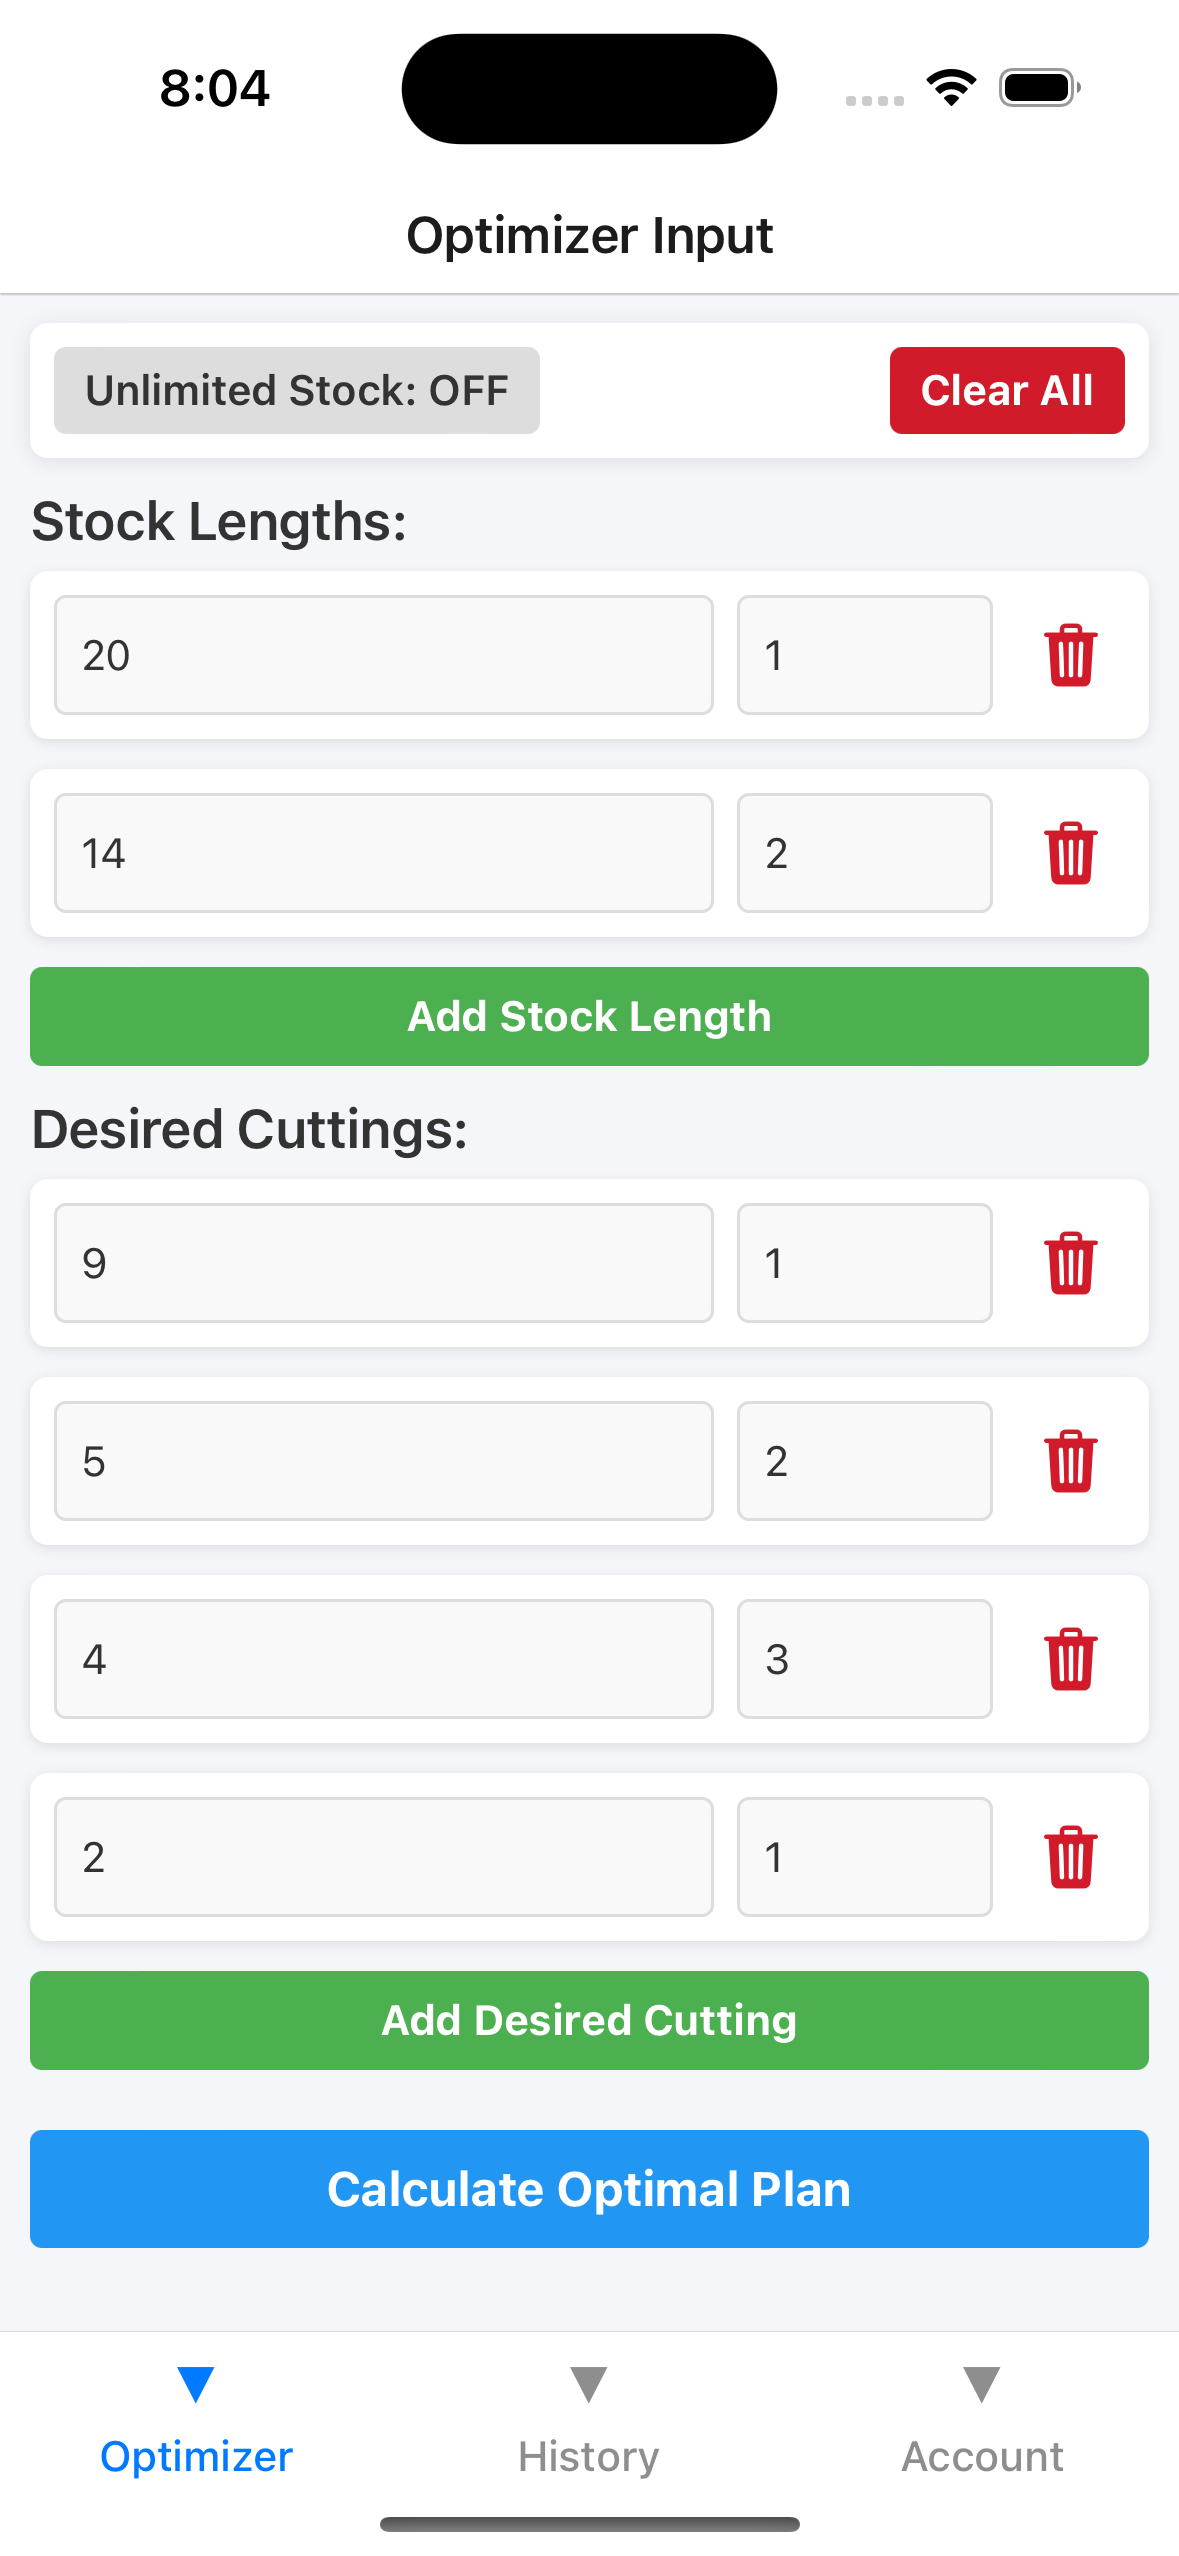 8:04
Optimizer Input
Unlimited Stock: OFF
Clear All
Stock Lengths:
20
1
14
2
Add Stock Length
Desired Cuttings:
9
1
5
2
4
3
2
1
Add Desired Cutting
Calculate Optimal Plan
Optimizer
History
Account